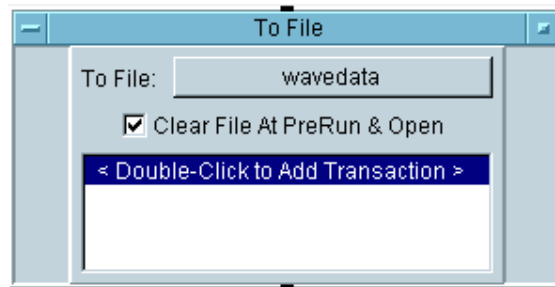 To File
To File: wavedata
Clear File At PreRun & Open
< Double-Click to Add Transaction >